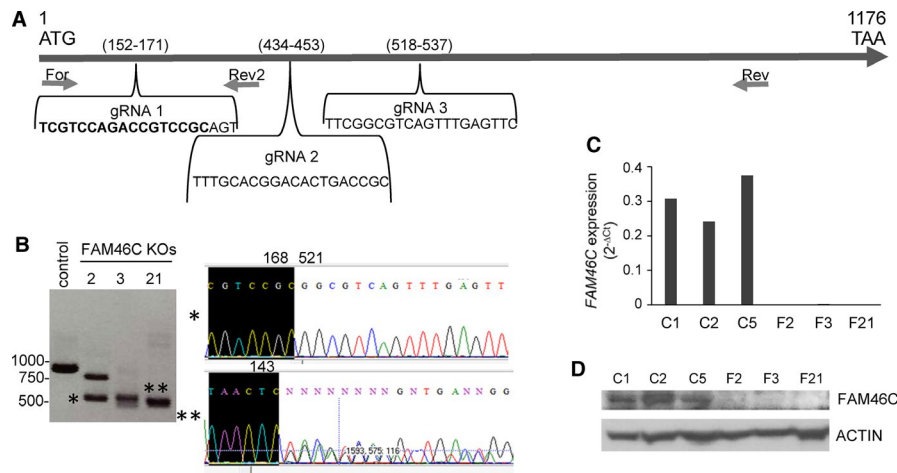 A
1
1176
ATG
(152-171)
(434-453)
(518-537)
TAA
For
Rev2
Rev
gRNA 1
gRNA 3
TCGTCCAGACCGTCCGCAGT
TTCGGCGTCAGTTTGAGTTC
gRNA 2
TTTGCACGGACACTGACCGC
B
control
FAM46C KOs
2 3 21
1000-
750-
500-
*
**
168 521
C G T C C G C G G C G T C A G T T T G A G T T
*
143
T A A C T C N N N N N N N N G N T G A N N G G
**
1593, 575; 116
C
FAM46C expression
(2-ΔCt)
0.4
0.3
0.2
0.1
0
C1 C2 C5 F2 F3 F21
D
C1 C2 C5 F2 F3 F21
FAM46C
ACTIN